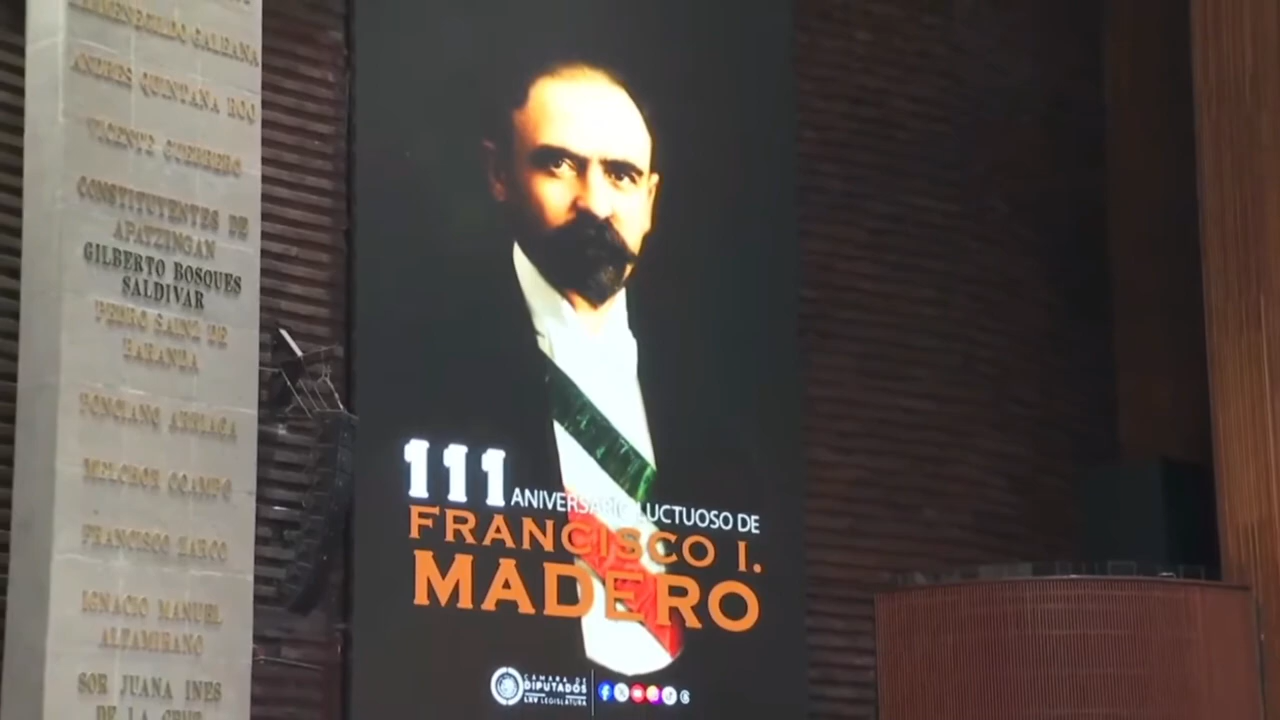 HERMENEGILDO GALEANA
ANDRES QUINTANA ROO
VICENTE GUERRERO
CONSTITUYENTES DE
APATZINGAN
GILBERTO BOSQUES
SALDIVAR
PEDRO SAINZ DE
BARANDA
PONCIANO ARRIAGA
MELCHOR OCAMPO
FRANCISCO ZARCO
IGNACIO MANUEL
ALTAMIRANO
SOR JUANA INES
DE LA CRUZ
111 ANIVERSARIO LUCTUOSO DE
FRANCISCO I.
MADERO
CÁMARA DE
DIPUTADOS
LXV LEGISLATURA